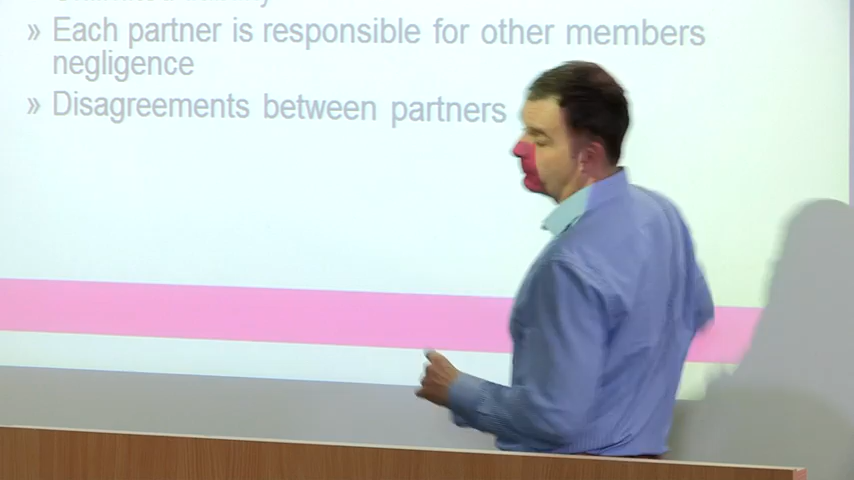 » Each partner is responsible for other members
negligence
» Disagreements between partners